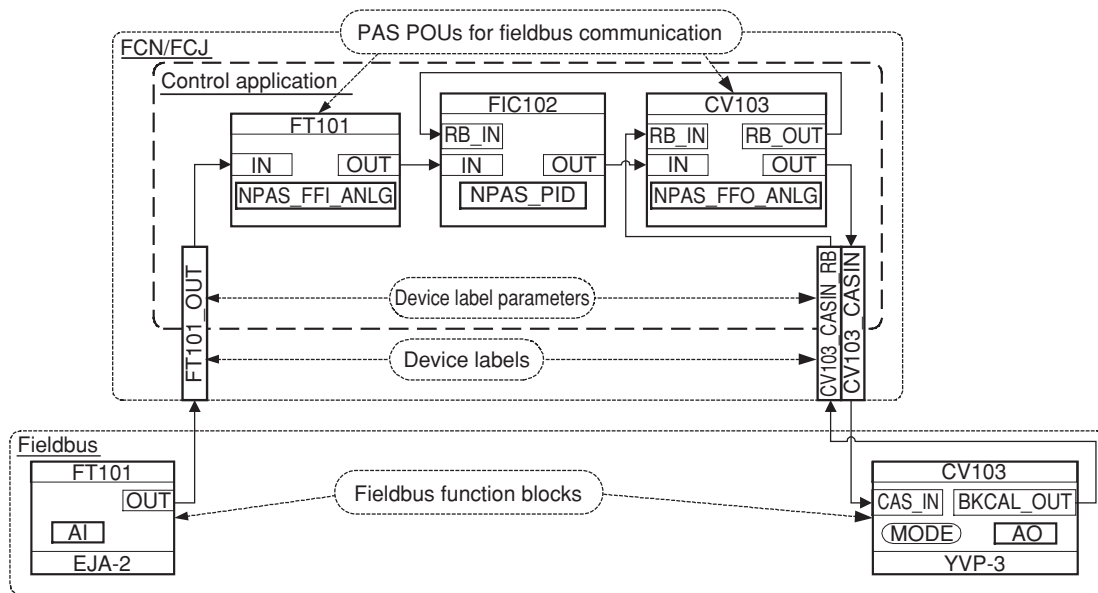 PAS POUs for fieldbus communication
FCN/FCJ
Control application
FT101
IN
OUT
NPAS_FFI_ANLG
FIC102
RB_IN
IN
OUT
NPAS_PID
CV103
RB_IN
RB_OUT
IN
OUT
NPAS_FFO_ANLG
FT101_OUT
Device label parameters
Device labels
CV103_CASIN_RB
CV103_CASIN
Fieldbus
FT101
OUT
AI
EJA-2
Fieldbus function blocks
CV103
CAS_IN
BKCAL_OUT
MODE
AO
YVP-3